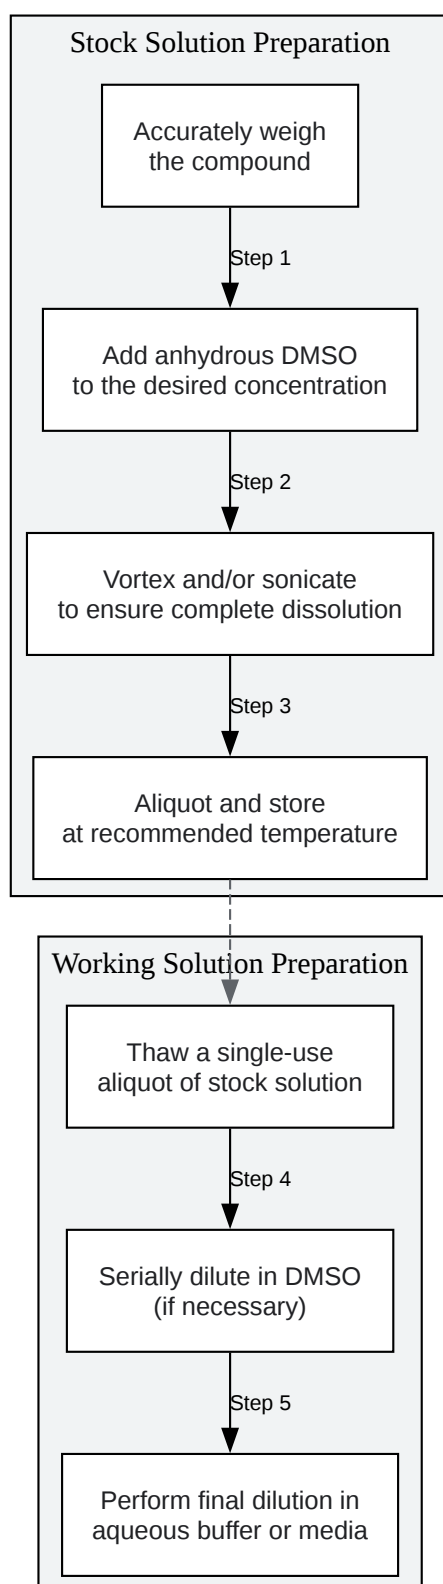 Stock Solution Preparation
Accurately weigh
the compound
Step 1
Add anhydrous DMSO
to the desired concentration
Step 2
Vortex and/or sonicate
to ensure complete dissolution
Step 3
Aliquot and store
at recommended temperature
Working Solution Preparation
Thaw a single-use
aliquot of stock solution
Step 4
Serially dilute in DMSO
(if necessary)
Step 5
Perform final dilution in
aqueous buffer or media